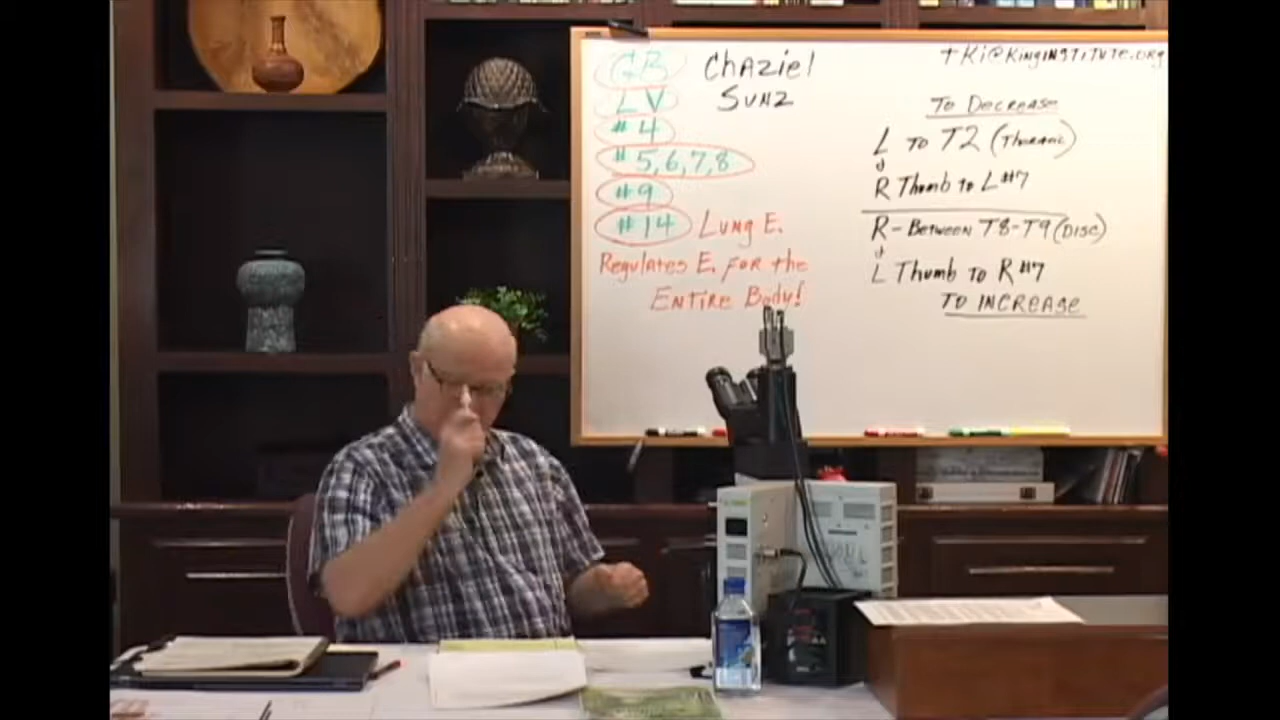 GB
LV
#4
#5,6,7,8
#9
#14 Lung E.
Regulates E. for the
Entire Body!
Chaziel
Sunz
tki@kinginstitute.org
To Decrease
L to T2 (Thoracic)
&
R Thumb to L#7
R - Between T8-T9 (Disc)
&
L Thumb to R#7
To Increase